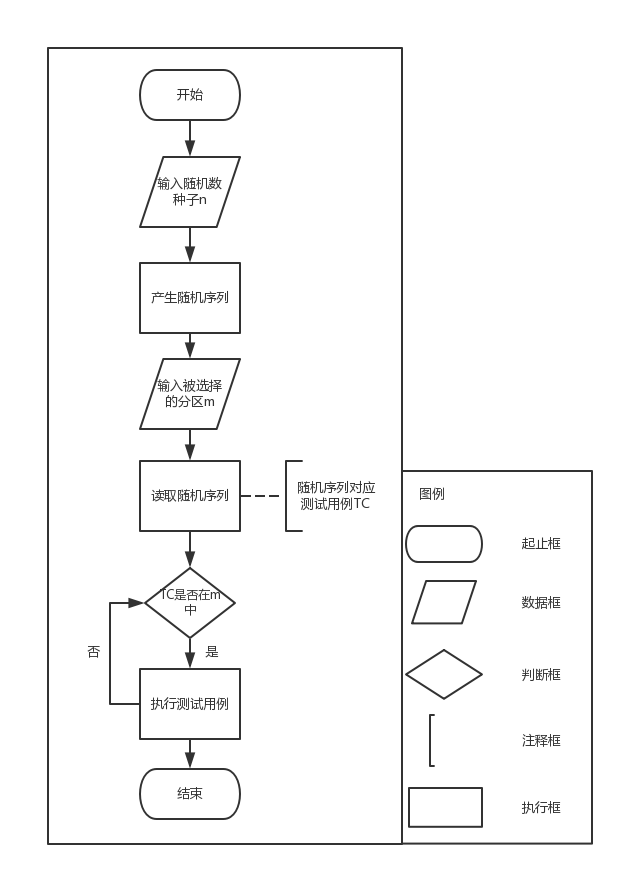 开始
输入随机数
种子n
产生随机序列
输入被选择
的分区m
读取随机序列
随机序列对应
测试用例TC
TC是否在m
中
否
是
执行测试用例
结束
图例
起止框
数据框
判断框
注释框
执行框